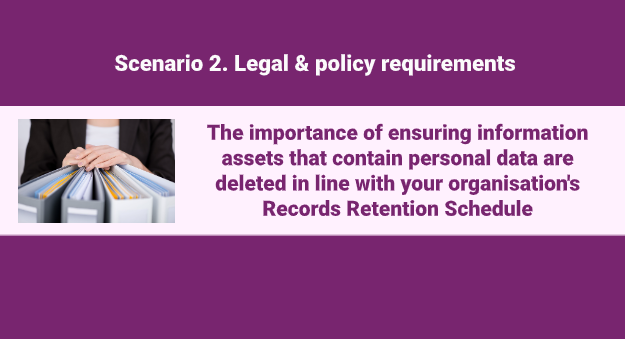 Scenario 2. Legal & policy requirements
The importance of ensuring information
assets that contain personal data are
deleted in line with your organisation's
Records Retention Schedule